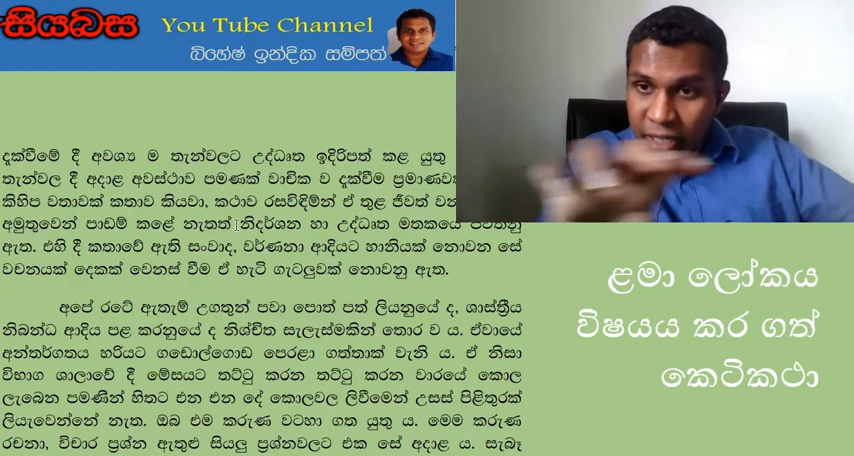 සියබස
You Tube Channel
බිහේෂ් ඉන්දික සම්පත්
දැක්වීමේ දී අවශ්‍ය ම තැන්වලට උද්ධෘත ඉදිරිපත් කළ යුතු
තැන්වල දී අදාළ අවස්ථාව පමණක් වාචික ව දැක්වීම ප්‍රමාණවත්
කිහිප වතාවක් කතාව කියවා, කථාව රසවිදිමින් ඒ තුළ ජීවත් වන්
අමුතුවෙන් පාඩම් කළේ නැතත් නිදර්ශන හා උද්ධෘත මතකයේ පවතිනු
ඇත. එහි දී කතාවේ ඇති සංවාද, වර්ණනා ආදියට හානියක් නොවන සේ
වචනයක් දෙකක් වෙනස් වීම ඒ හැටි ගැටලුවක් නොවනු ඇත.
අපේ රටේ ඇතැම් උගතුන් පවා පොත් පත් ලියනුයේ ද, ශාස්ත්‍රීය
නිබන්ධ ආදිය පළ කරනුයේ ද නිශ්චිත සැලැස්මකින් තොර ව ය. ඒවායේ
අන්තර්ගතය හරියට ගඩොල්ගොඩ පෙරළා ගත්තාක් වැනි ය. ඒ නිසා
විභාග ශාලාවේ දී මේසයට තට්ටු කරන තට්ටු කරන වාරයේ කොල
ලැබෙන පමණින් හිතට එන එන දේ කොලවල ලිවීමෙන් උසස් පිළිතුරක්
ලියැවෙන්නේ නැත. ඔබ එම කරුණ වටහා ගත යුතු ය. මෙම කරුණ
රචනා, විචාර ප්‍රශ්න ඇතුළු සියලු ප්‍රශ්නවලට එක සේ අදාළ ය. සැබෑ
ළමා ලෝකය
විෂයය කර ගත්
කෙටිකථා